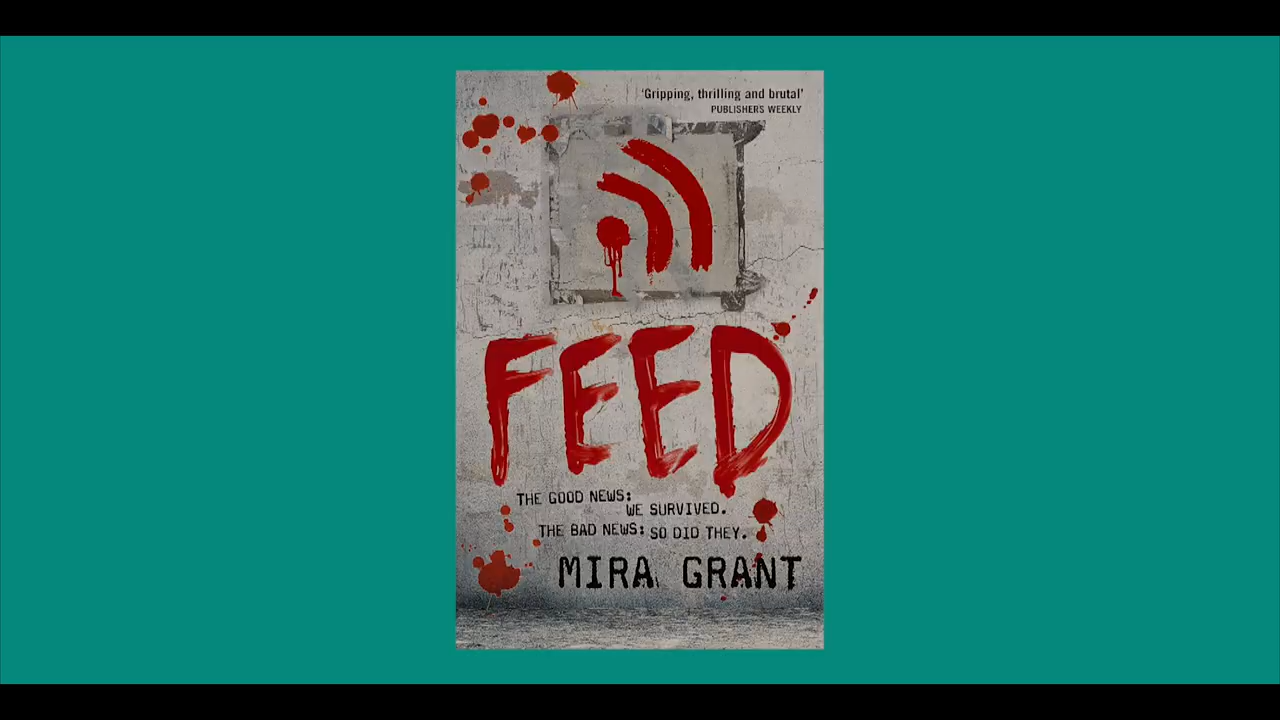 'Gripping, thrilling and brutal'
PUBLISHER'S WEEKLY
FEED
THE GOOD NEWS:
WE SURVIVED.
THE BAD NEWS: SO DID THEY.
MIRA GRANT